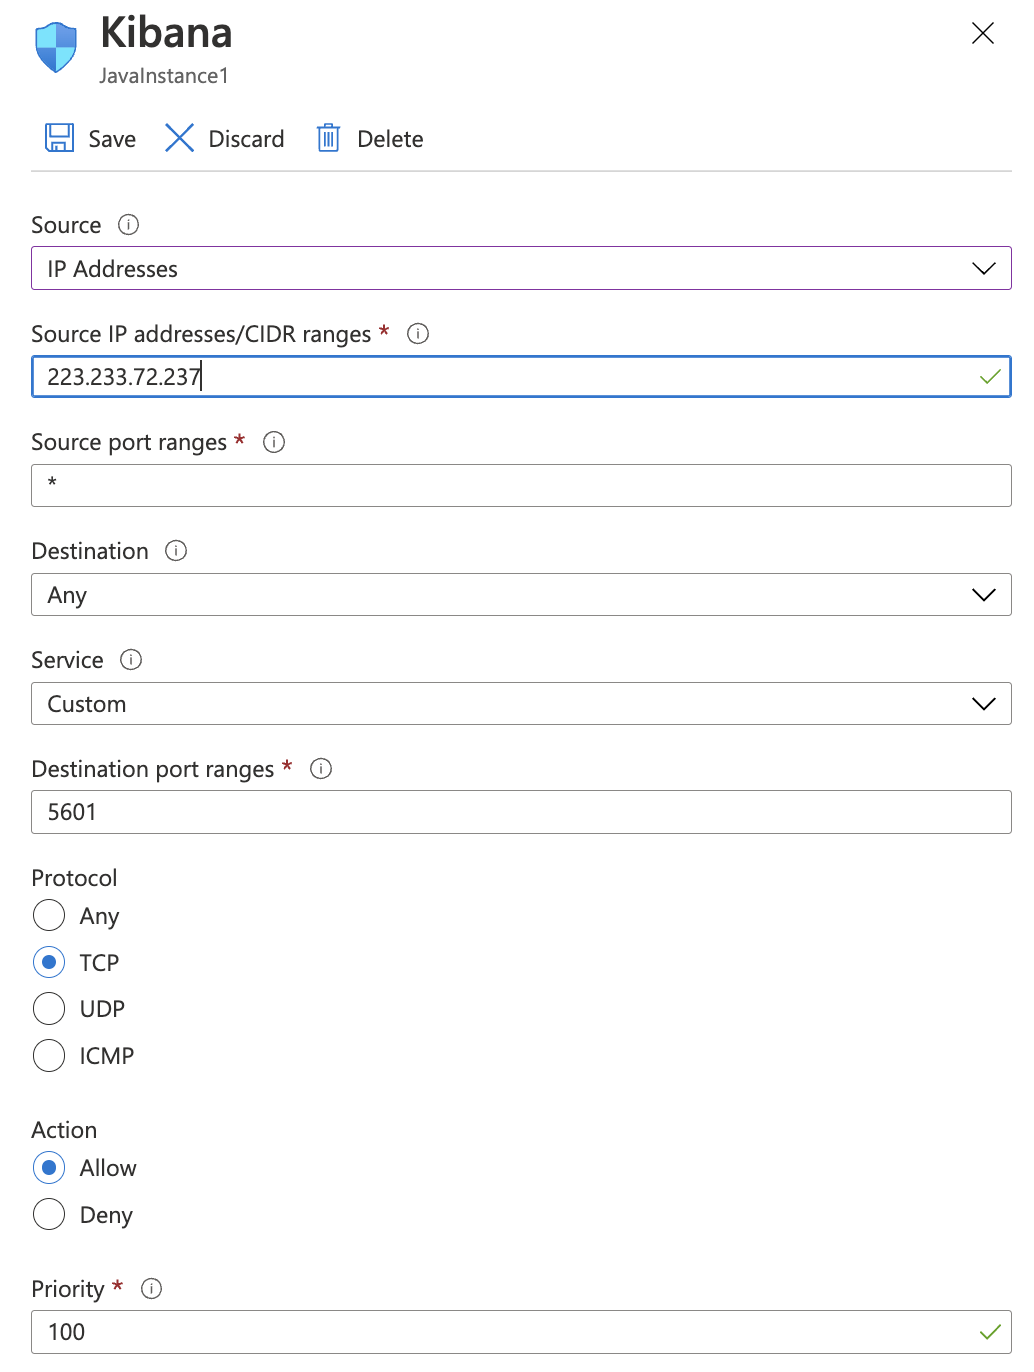 Kibana
JavaInstance1
Save Discard Delete
Source
IP Addresses
Source IP addresses/CIDR ranges *
223.233.72.237
Source port ranges *
*
Destination
Any
Service
Custom
Destination port ranges *
5601
Protocol
Any
TCP
UDP
ICMP
Action
Allow
Deny
Priority *
100